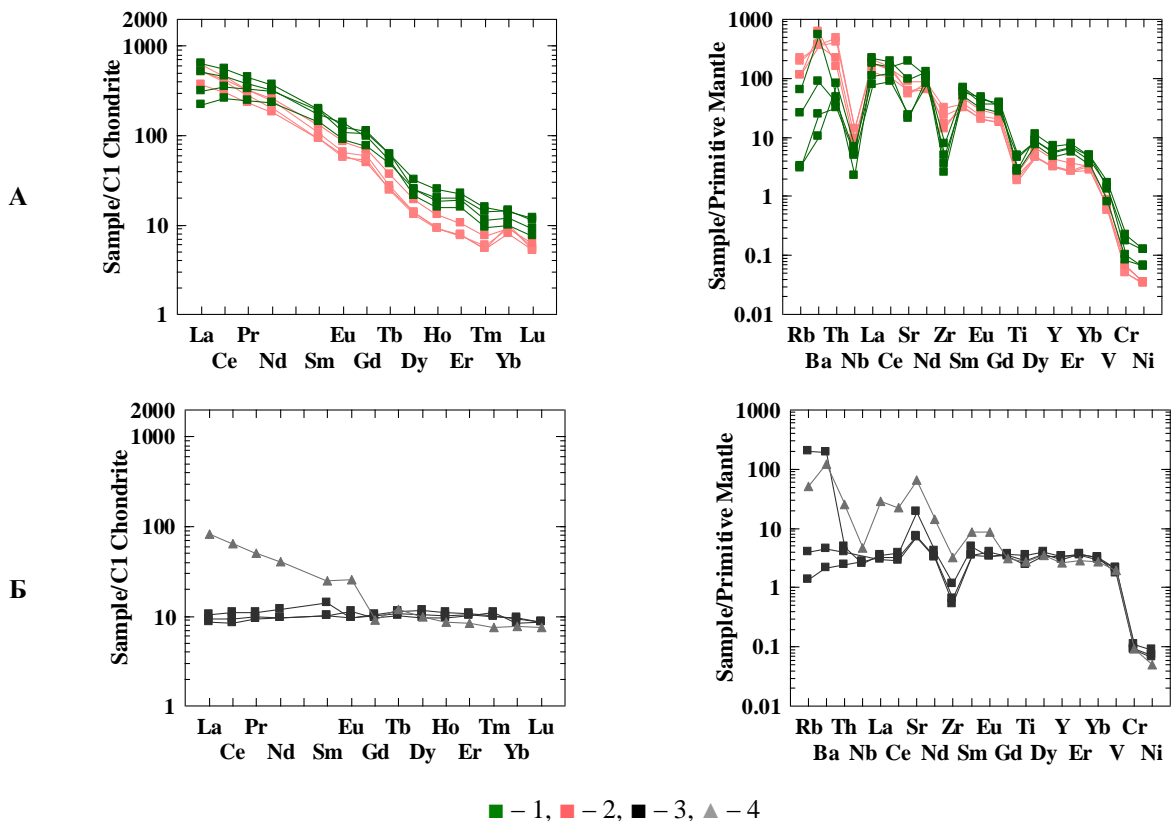 А
Sample/C1 Chondrite
2000
1000
100
10
1
La Pr Eu Tb Ho Tm Lu
Ce Nd Sm Gd Dy Er Yb
Sample/Primitive Mantle
1000
100
10
1
0.1
0.01
Rb Th La Sr Zr Eu Ti Y Yb Cr
Ba Nb Ce Nd Sm Gd Dy Er V Ni
Б
Sample/C1 Chondrite
2000
1000
100
10
1
La Pr Eu Tb Ho Tm Lu
Ce Nd Sm Gd Dy Er Yb
Sample/Primitive Mantle
1000
100
10
1
0.1
0.01
Rb Th La Sr Zr Eu Ti Y Yb Cr
Ba Nb Ce Nd Sm Gd Dy Er V Ni
– 1, – 2, – 3, – 4